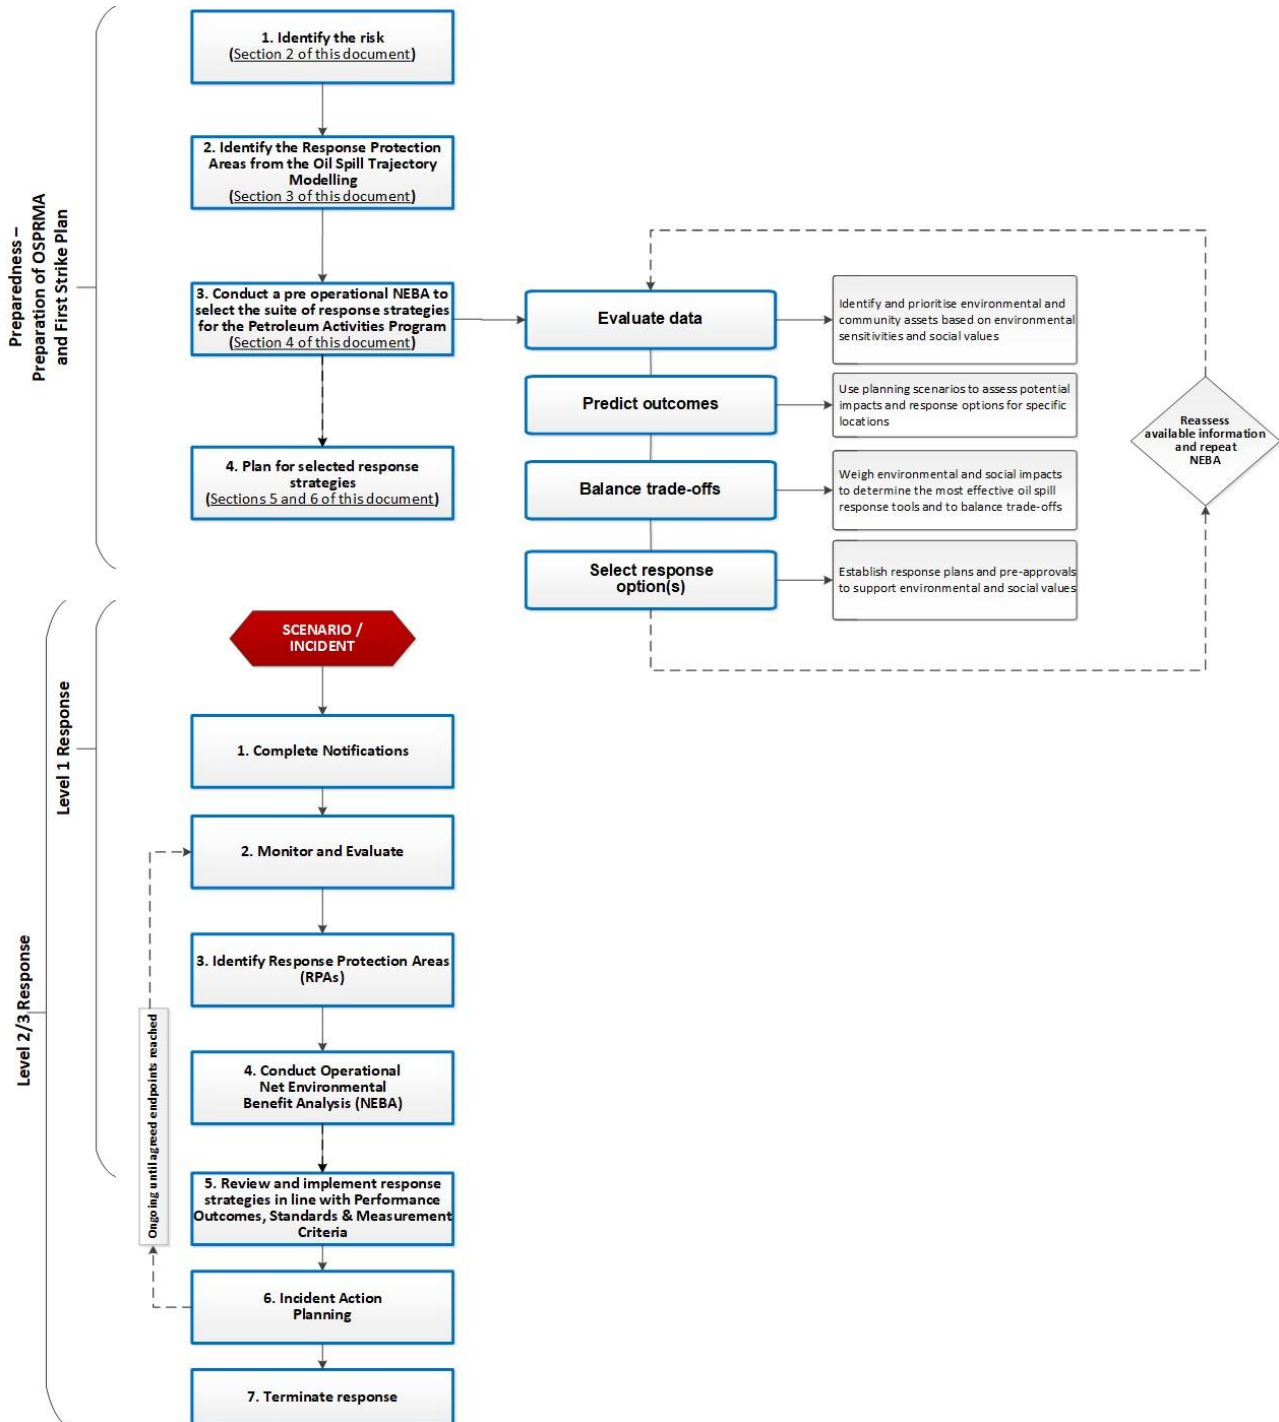 Preparedness –
Preparation of OSPRMA
and First Strike Plan
1. Identify the risk
(Section 2 of this document)
2. Identify the Response Protection
Areas from the Oil Spill Trajectory
Modelling
(Section 3 of this document)
3. Conduct a pre operational NEBA to
select the suite of response strategies
for the Petroleum Activities Program
(Section 4 of this document)
4. Plan for selected response
strategies
(Sections 5 and 6 of this document)
Evaluate data
Identify and prioritise environmental and
community assets based on environmental
sensitivities and social values
Predict outcomes
Use planning scenarios to assess potential
impacts and response options for specific
locations
Balance trade-offs
Weigh environmental and social impacts
to determine the most effective oil spill
response tools and to balance trade-offs
Select response
option(s)
Establish response plans and pre-approvals
to support environmental and social values
Reassess
available information
and repeat
NEBA
Level 2/3 Response
Level 1 Response
SCENARIO /
INCIDENT
1. Complete Notifications
2. Monitor and Evaluate
3. Identify Response Protection Areas
(RPAs)
4. Conduct Operational
Net Environmental
Benefit Analysis (NEBA)
5. Review and implement response
strategies in line with Performance
Outcomes, Standards & Measurement
Criteria
Ongoing until agreed endpoints reached
6. Incident Action
Planning
7. Terminate response